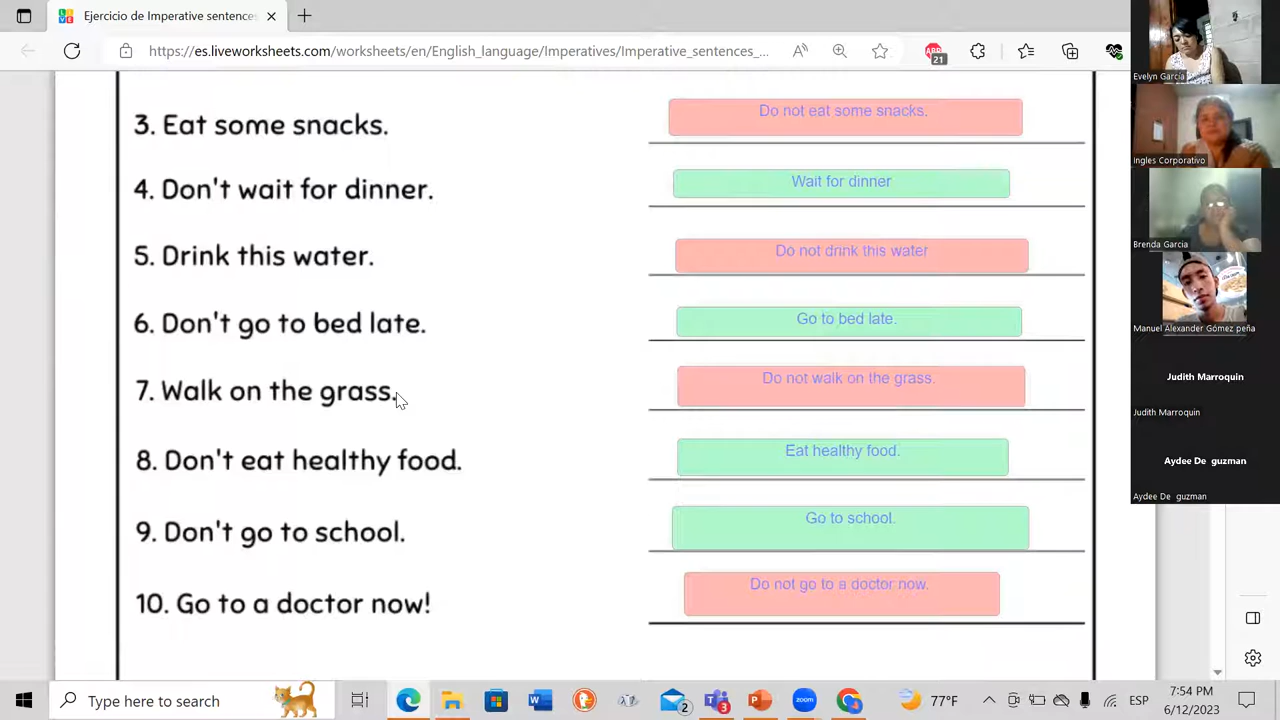 Ejercicio de Imperative sentences
https://es.liveworksheets.com/worksheets/en/English_language/Imperatives/Imperative_sentences_...
21
Evelyn García
3. Eat some snacks.
Do not eat some snacks.
Ingles Corporativo
4. Don't wait for dinner.
Wait for dinner
Brenda Garcia
5. Drink this water.
Do not drink this water
6. Don't go to bed late.
Go to bed late.
Manuel Alexander Gómez peña
7. Walk on the grass.
Do not walk on the grass.
Judith Marroquin
Judith Marroquin
8. Don't eat healthy food.
Eat healthy food.
Aydee De guzman
Aydee De guzman
9. Don't go to school.
Go to school.
10. Go to a doctor now!
Do not go to a doctor now.
Type here to search
2
3
zoom
77°F
ESP
7:54 PM
6/12/2023